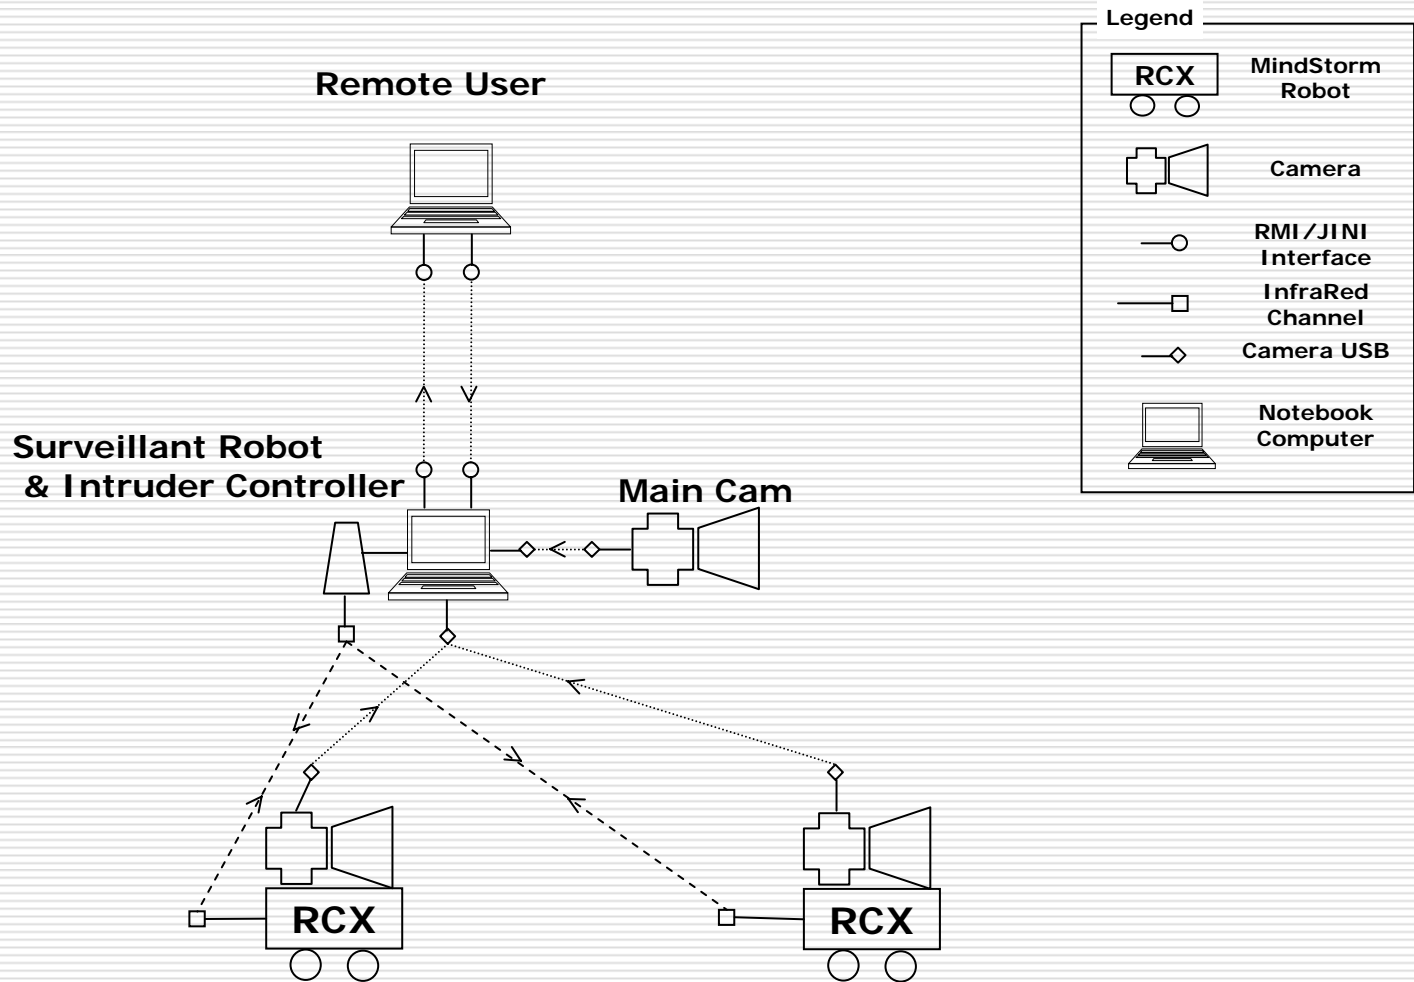 Legend
RCX
MindStorm
Robot
Camera
RMI/JINI
Interface
InfraRed
Channel
Camera USB
Notebook
Computer
Remote User
Surveillant Robot
& Intruder Controller
Main Cam
RCX
RCX